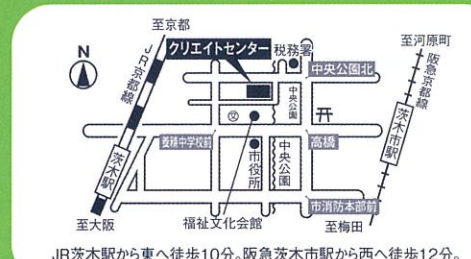 至京都
N
JR京都線
クリエイトセンター
税務署
至河原町
中央公園北
阪急京都線
中央公園
文
養精中学校前
高橋
茨木駅
市役所
中央公園
茨木市駅
市消防本部前
至大阪
福祉文化会館
至梅田
JR茨木駅から東へ徒歩10分。阪急茨木市駅から西へ徒歩12分。